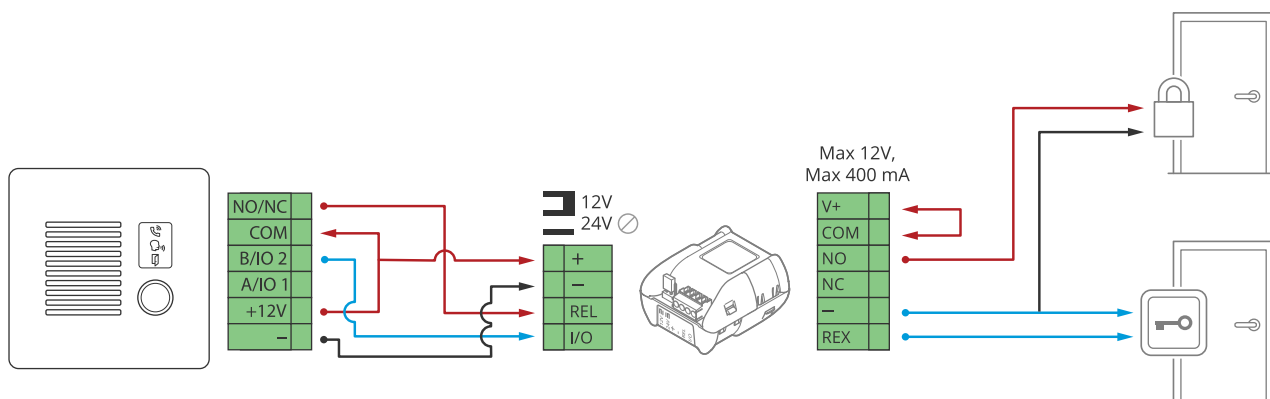 NO/NC
COM
B/IO 2
A/IO 1
+12V
–
12V
24V
+
–
REL
I/O
Max 12V,
Max 400 mA
V+
COM
NO
NC
–
REX